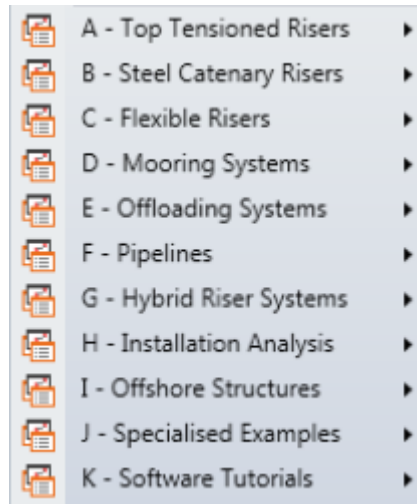 A - Top Tensioned Risers
B - Steel Catenary Risers
C - Flexible Risers
D - Mooring Systems
E - Offloading Systems
F - Pipelines
G - Hybrid Riser Systems
H - Installation Analysis
I - Offshore Structures
J - Specialised Examples
K - Software Tutorials